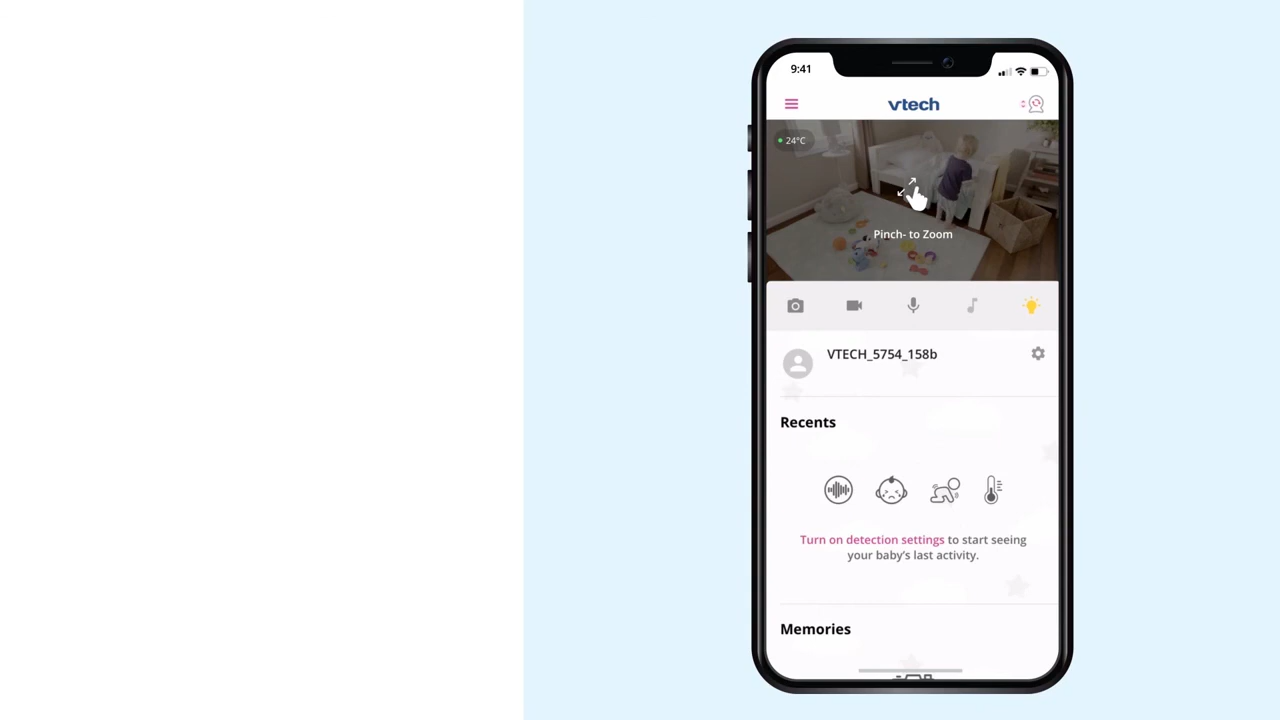 9:41
vtech
24°C
Pinch- to Zoom
VTECH_5754_158b
Recents
Turn on detection settings to start seeing
your baby's last activity.
Memories